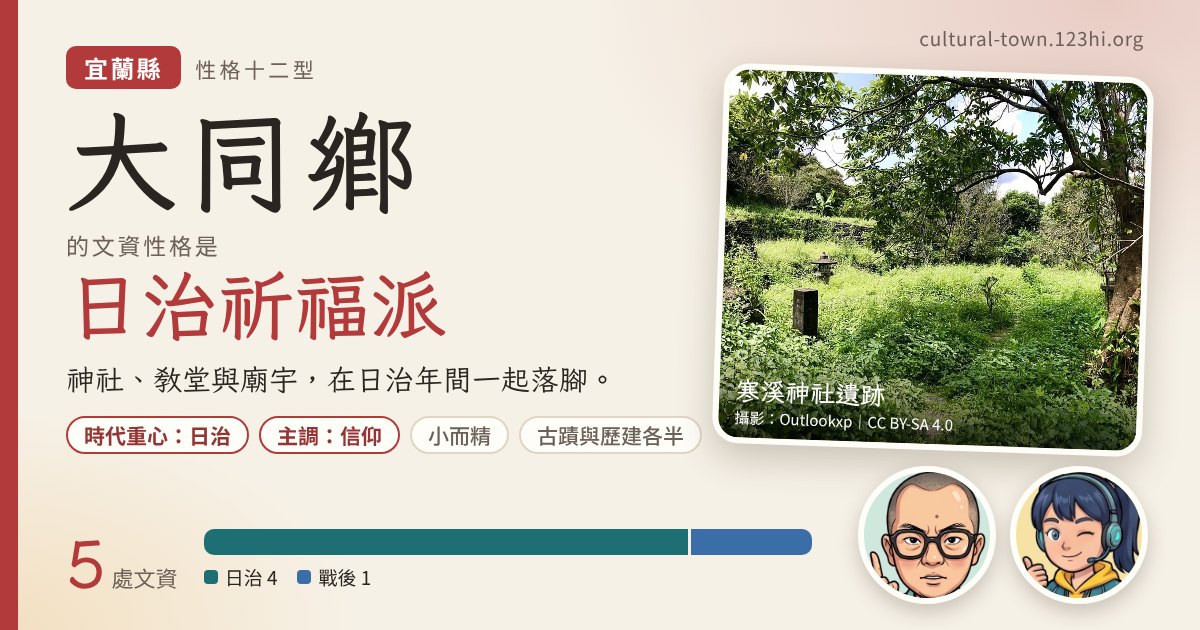 cultural-town.123hi.org
宜蘭縣 性格十二型
大同鄉
的文資性格是
日治祈福派
神社、教堂與廟宇，在日治年間一起落腳。
時代重心：日治 主調：信仰 小而精 古蹟與歷建各半
寒溪神社遺跡
攝影：Outlookxp｜CC BY-SA 4.0
5 處文資
日治 4 戰後 1